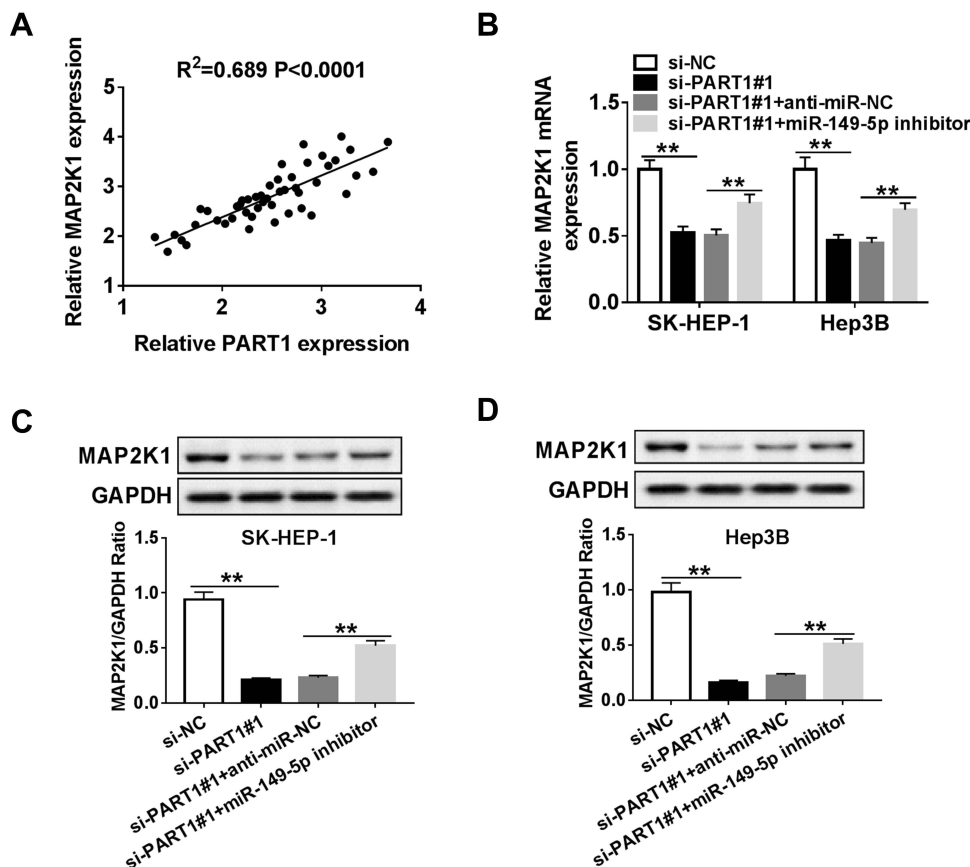 A
R²=0.689 P<0.0001
Relative MAP2K1 expression
5
4
3
2
1
1
2
3
4
Relative PART1 expression
B
si-NC
si-PART1#1
si-PART1#1+anti-miR-NC
si-PART1#1+miR-149-5p inhibitor
Relative MAP2K1 mRNA
expression
1.5
1.0
0.5
0.0
**
**
**
**
SK-HEP-1
Hep3B
C
MAP2K1
GAPDH
SK-HEP-1
MAP2K1/GAPDH Ratio
1.5
1.0
0.5
0.0
**
**
si-NC
si-PART1#1
si-PART1#1+anti-miR-NC
si-PART1#1+miR-149-5p inhibitor
D
MAP2K1
GAPDH
Hep3B
MAP2K1/GAPDH Ratio
1.5
1.0
0.5
0.0
**
**
si-NC
si-PART1#1
si-PART1#1+anti-miR-NC
si-PART1#1+miR-149-5p inhibitor